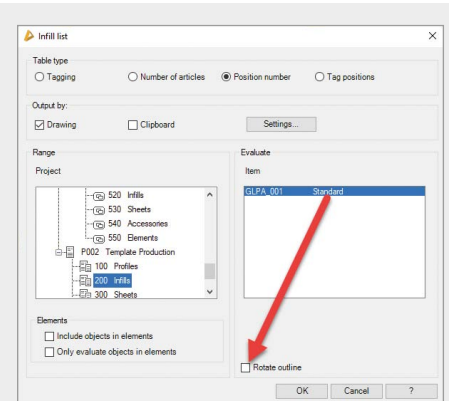 Infill list
Table type
Tagging Number of articles Position number Tag positions
Output by:
Drawing Clipboard Settings...
Range Evaluate
Project Item
520 Infills GLPA_001 Standard
530 Sheets
540 Accessories
550 Elements
P002 Template Production
100 Profiles
200 Infills
300 Sheets
Elements
Include objects in elements
Only evaluate objects in elements
Rotate outline
OK Cancel ?